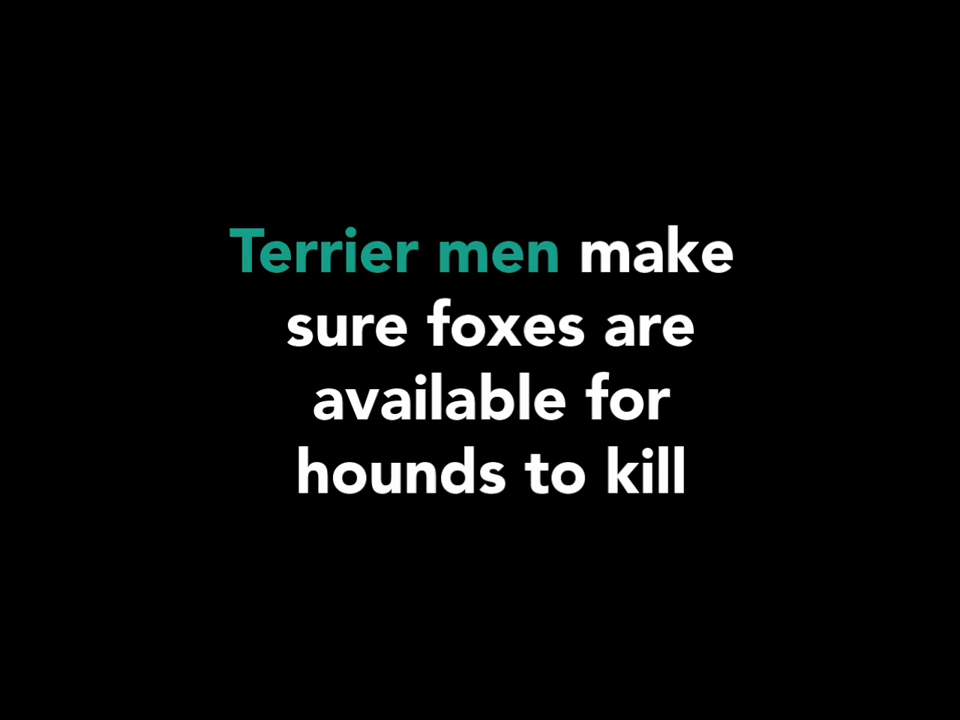 Terrier men make
sure foxes are
available for
hounds to kill